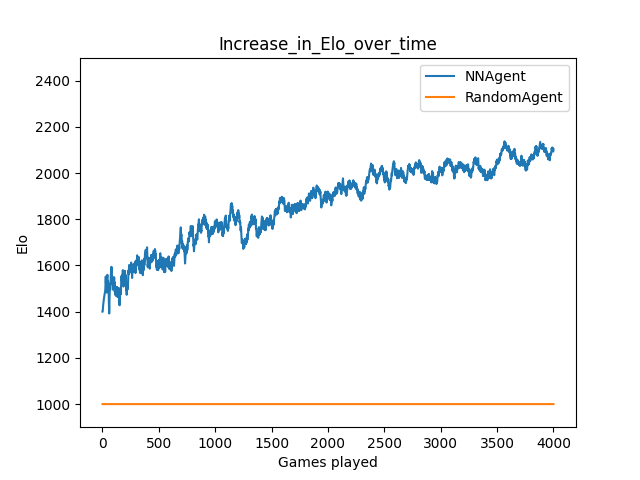 Increase_in_Elo_over_time
NNAgent
RandomAgent
2400
2200
2000
1800
1600
1400
1200
1000
Elo
0 500 1000 1500 2000 2500 3000 3500 4000
Games played